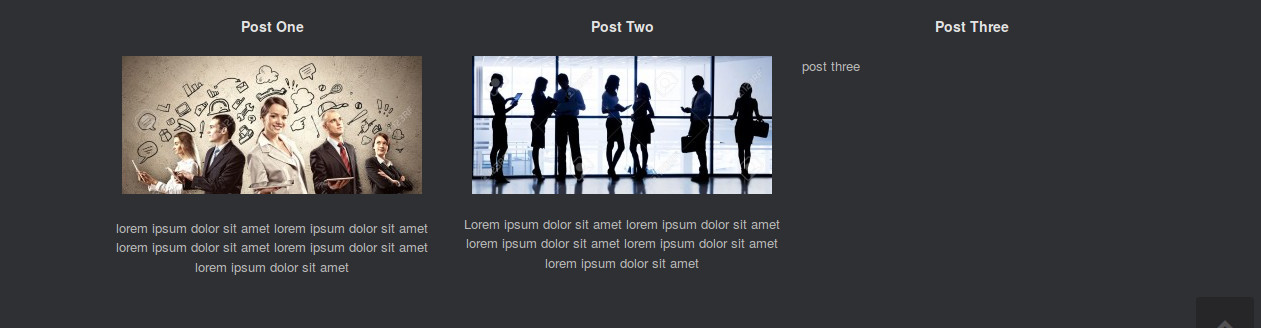 Post One
lorem ipsum dolor sit amet lorem ipsum dolor sit amet
lorem ipsum dolor sit amet lorem ipsum dolor sit amet
lorem ipsum dolor sit amet
Post Two
Lorem ipsum dolor sit amet lorem ipsum dolor sit amet
lorem ipsum dolor sit amet lorem ipsum dolor sit amet
lorem ipsum dolor sit amet
Post Three
post three